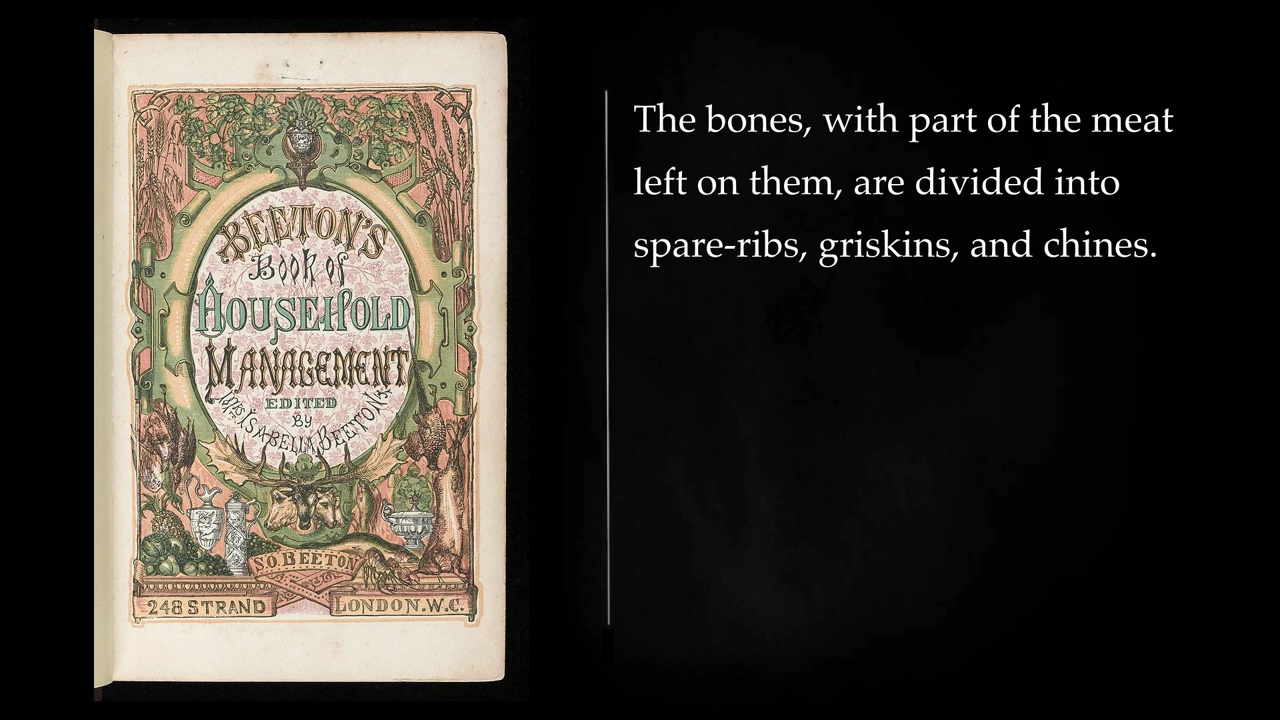 BEETON'S
Book of
HOUSEHOLD
MANAGEMENT
EDITED
By
MRS ISABELLA BEETON
S.O. BEETON
248 STRAND
LONDON.W.C.
The bones, with part of the meat
left on them, are divided into
spare-ribs, griskins, and chines.